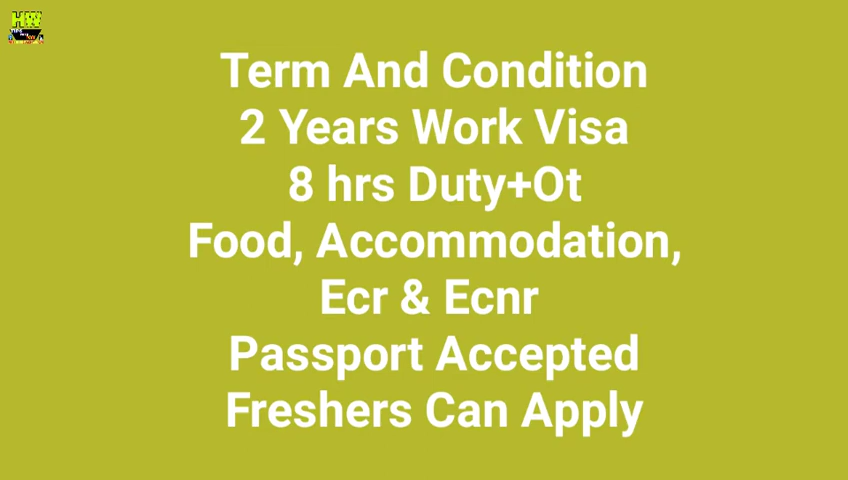 HW
Term And Condition
2 Years Work Visa
8 hrs Duty+Ot
Food, Accommodation,
Ecr & Ecnr
Passport Accepted
Freshers Can Apply